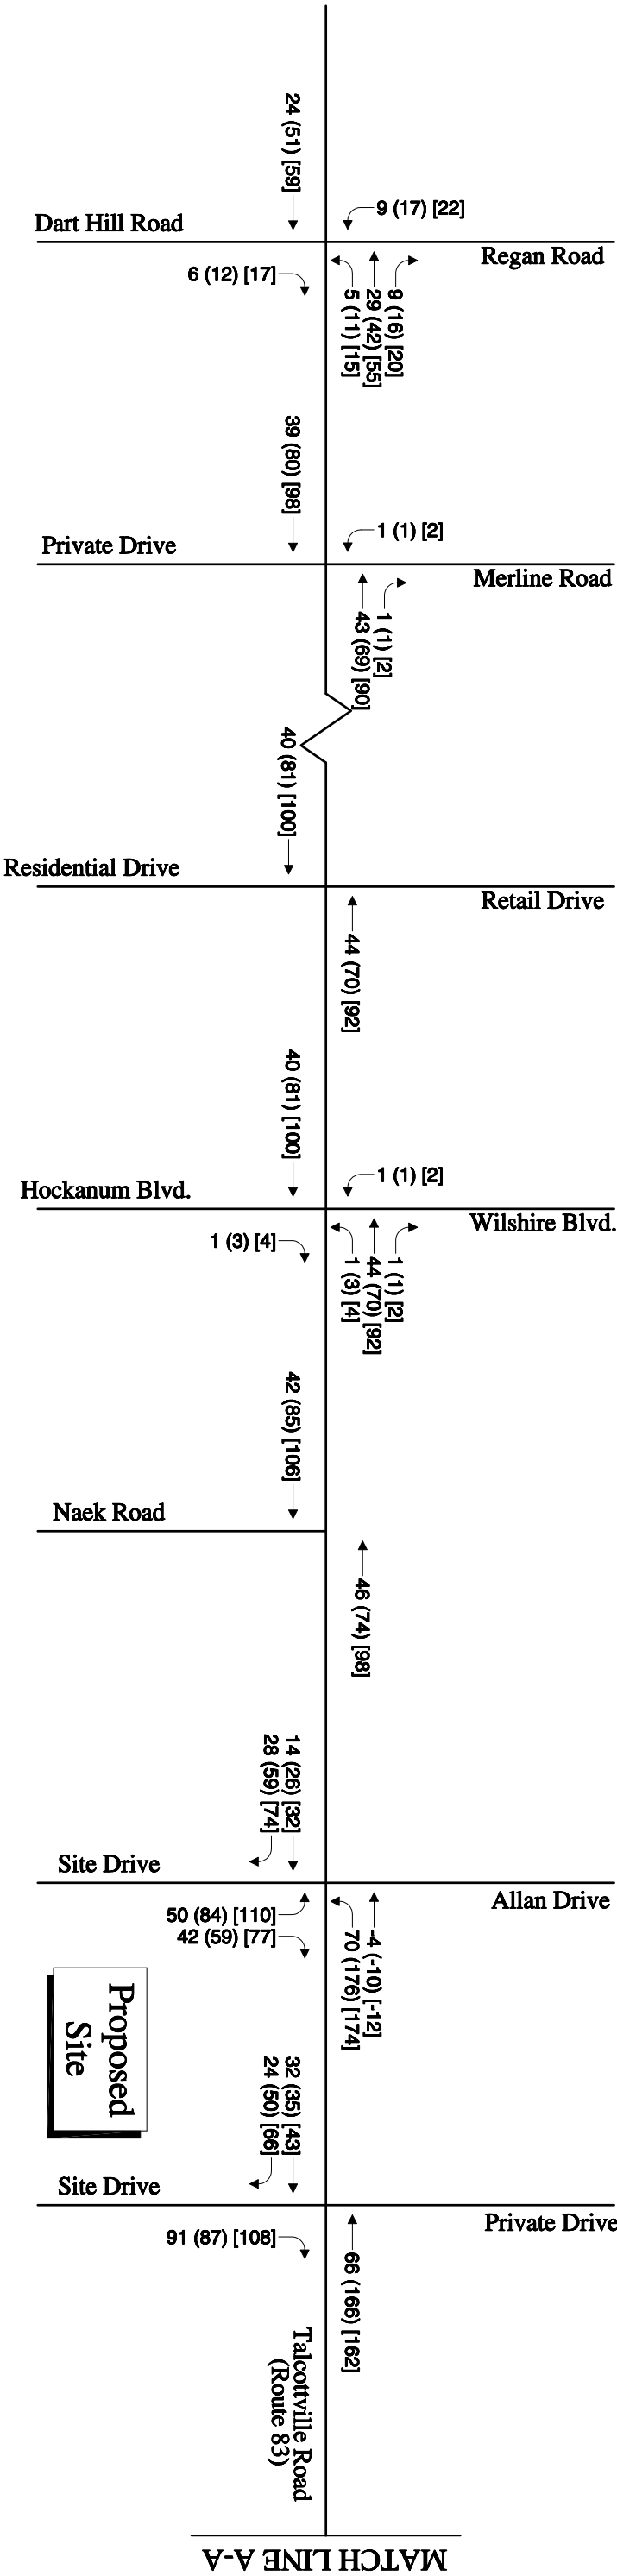 24 (51) [59]
9 (17) [22]
Dart Hill Road
Regan Road
6 (12) [17]
9 (16) [20]
29 (42) [55]
5 (11) [15]
39 (80) [98]
1 (1) [2]
Private Drive
Merline Road
1 (1) [2]
43 (69) [90]
40 (81) [100]
Residential Drive
Retail Drive
44 (70) [92]
40 (81) [100]
1 (1) [2]
Hockanum Blvd.
Wilshire Blvd.
1 (3) [4]
1 (1) [2]
44 (70) [92]
1 (3) [4]
42 (85) [106]
Naek Road
46 (74) [98]
14 (26) [32]
28 (59) [74]
Site Drive
Allan Drive
50 (84) [110]
42 (59) [77]
-4 (-10) [-12]
70 (176) [174]
Proposed
Site
32 (35) [43]
24 (50) [66]
Site Drive
Private Drive
91 (87) [108]
66 (166) [162]
Talcottville Road
(Route 83)
MATCH LINE A-A